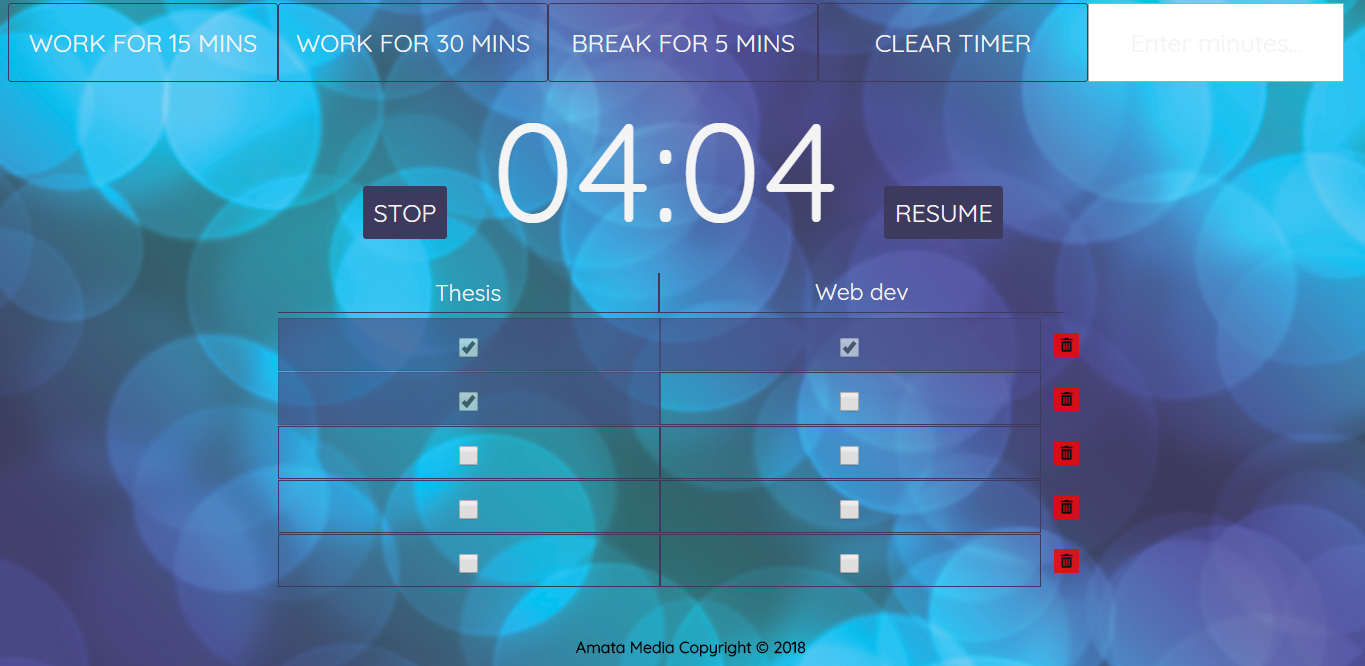 WORK FOR 15 MINS
WORK FOR 30 MINS
BREAK FOR 5 MINS
CLEAR TIMER
Enter minutes...
04:04
STOP
RESUME
Thesis
Web dev
Amata Media Copyright © 2018